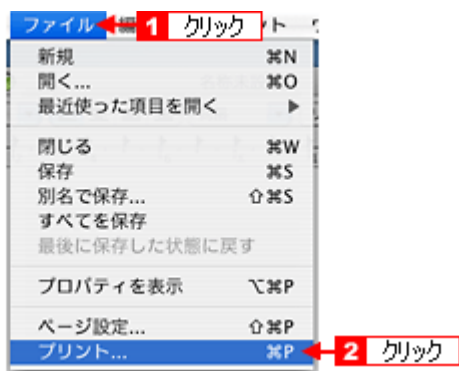 ファイル 1 クリック ト
新規 ⌘N
開く... ⌘O
最近使った項目を開く ▶
閉じる ⌘W
保存 ⌘S
別名で保存... ⇧⌘S
すべてを保存
最後に保存した状態に戻す
プロパティを表示 ⌥⌘P
ページ設定... ⇧⌘P
プリント... ⌘P 2 クリック